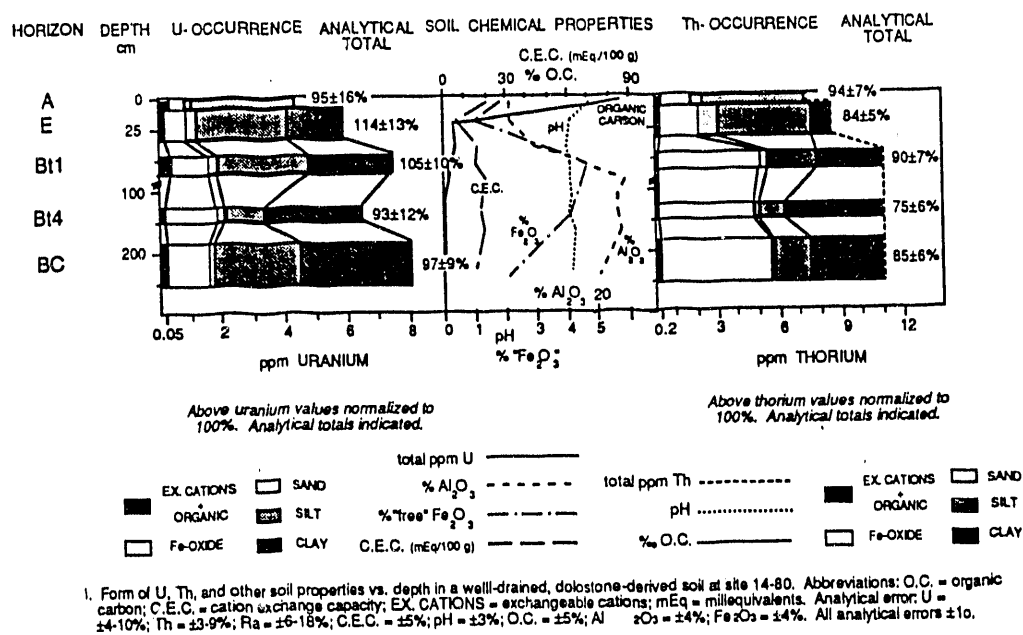 HORIZON DEPTH cm U- OCCURRENCE ANALYTICAL TOTAL SOIL CHEMICAL PROPERTIES Th- OCCURRENCE ANALYTICAL TOTAL
C.E.C. (mEq/100 g)
0 30 90
% O.C.
A 0 95±16% 94±7%
ORGANIC CARSON
E 25 114±13% pH 84±5%
Bt1 105±10% 90±7%
100 C.E.C.
Bt4 93±12% 75±6%
% Fe2O3
% Al2O3
BC 200 97±9% 85±6%
% Al2O3 20
0.05 2 4 6 8 0 1 3 4 5 6 0.2 3 6 9 12
ppm URANIUM pH ppm THORIUM
% "Fe2O3"
Above uranium values normalized to
100%. Analytical totals indicated.
Above thorium values normalized to
100%. Analytical totals indicated.
total ppm U
% Al2O3
%"free" Fe2O3
C.E.C. (mEq/100 g)
total ppm Th
pH
‰ O.C.
EX. CATIONS + ORGANIC
Fe-OXIDE
SAND
SILT
CLAY
EX. CATIONS + ORGANIC
Fe-OXIDE
SAND
SILT
CLAY
Form of U, Th, and other soil properties vs. depth in a welll-drained, dolostone-derived soil at site 14-80. Abbreviations: O.C. = organic
carbon; C.E.C. = cation exchange capacity; EX. CATIONS = exchangeable cations; mEq = millequivalents. Analytical error: U =
±4-10%; Th = ±3-9%; Ra = ±6-18%; C.E.C. = ±5%; pH = ±3%; O.C. = ±5%; Al 2O3 = ±4%; Fe2O3 = ±4%. All analytical errors ±1σ.